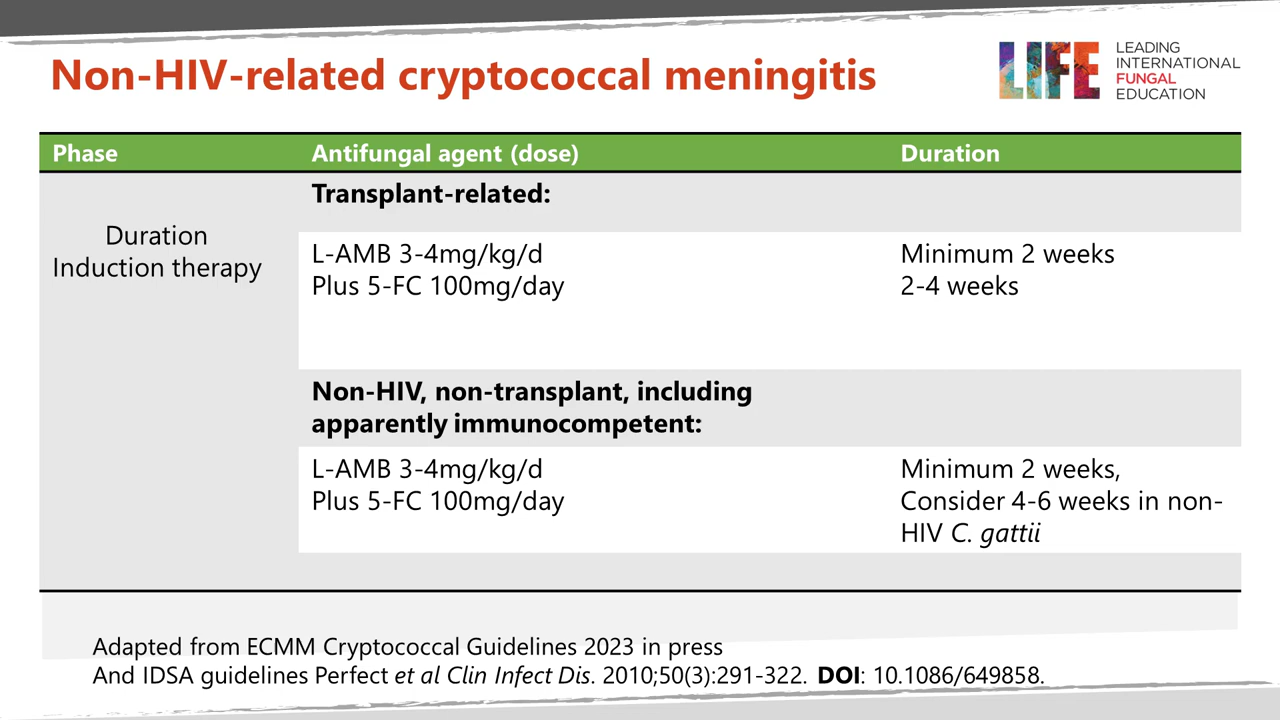 Non-HIV-related cryptococcal meningitis
LIFE
LEADING
INTERNATIONAL
FUNGAL
EDUCATION
Phase
Antifungal agent (dose)
Duration
Transplant-related:
Duration
Induction therapy
L-AMB 3-4mg/kg/d
Plus 5-FC 100mg/day
Minimum 2 weeks
2-4 weeks
Non-HIV, non-transplant, including
apparently immunocompetent:
L-AMB 3-4mg/kg/d
Plus 5-FC 100mg/day
Minimum 2 weeks,
Consider 4-6 weeks in non-
HIV C. gattii
Adapted from ECMM Cryptococcal Guidelines 2023 in press
And IDSA guidelines Perfect et al Clin Infect Dis. 2010;50(3):291-322. DOI: 10.1086/649858.